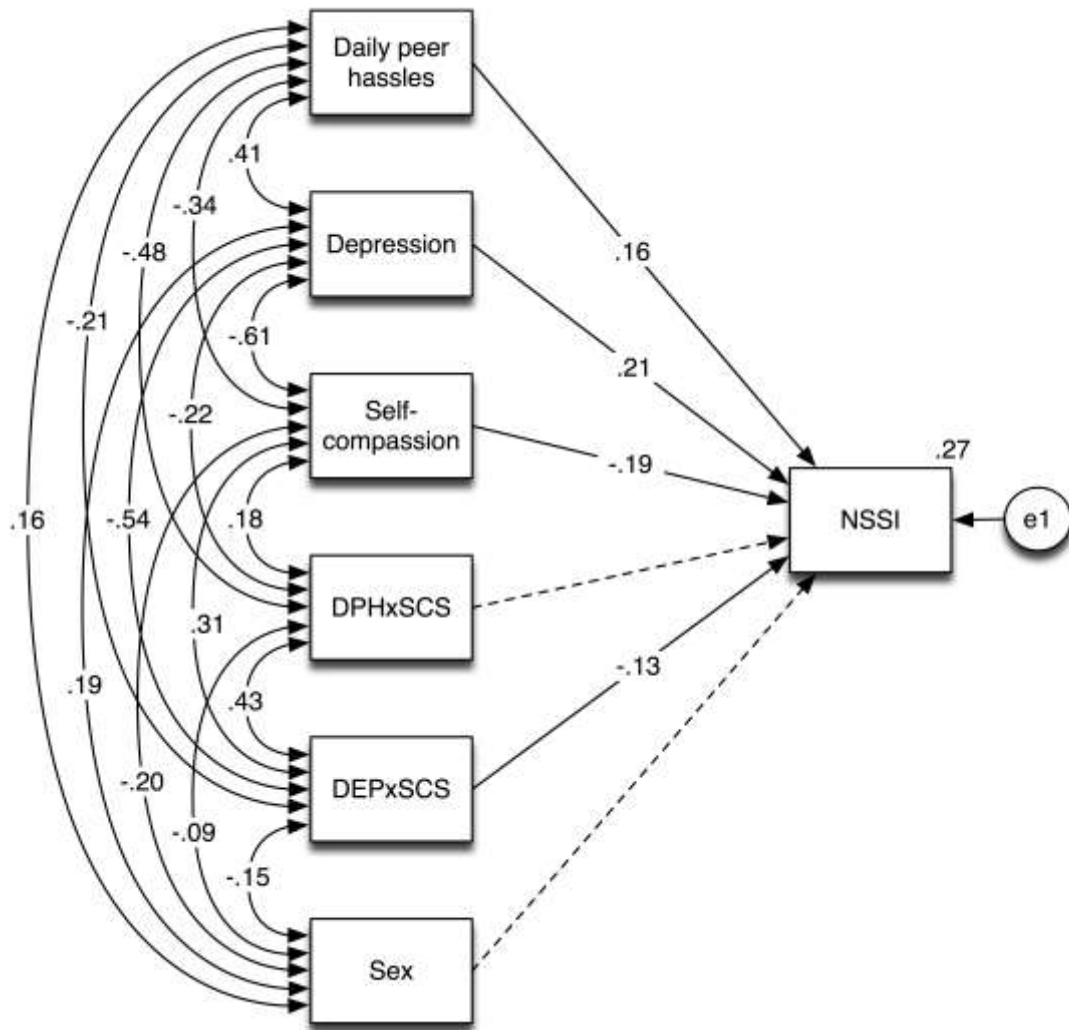 Daily peer
hassles
.41
-.34
Depression
.16
-.48
-.21
-.61
.21
Self-
compassion
-.22
-.19
.27
.16
-.54
.18
NSSI
e1
DPHxSCS
.31
-.13
.19
.43
DEPxSCS
-.20
-.09
-.15
Sex